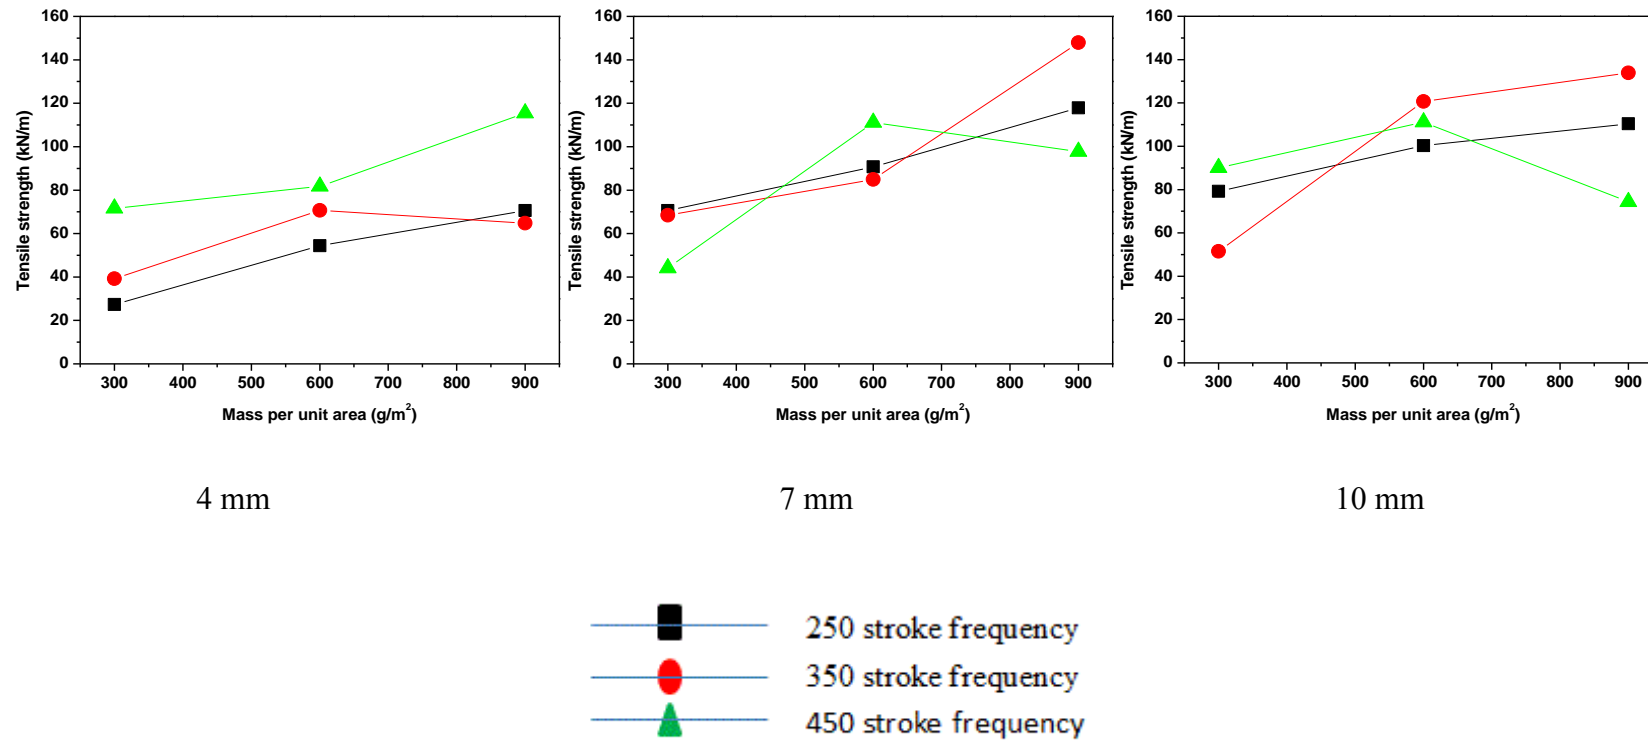 160
140
120
100
80
60
40
20
0
Tensile strength (kN/m)
300 400 500 600 700 800 900
Mass per unit area (g/m²)
4 mm
160
140
120
100
80
60
40
20
0
Tensile strength (kN/m)
300 400 500 600 700 800 900
Mass per unit area (g/m²)
7 mm
160
140
120
100
80
60
40
20
0
Tensile strength (kN/m)
300 400 500 600 700 800 900
Mass per unit area (g/m²)
10 mm
250 stroke frequency
350 stroke frequency
450 stroke frequency